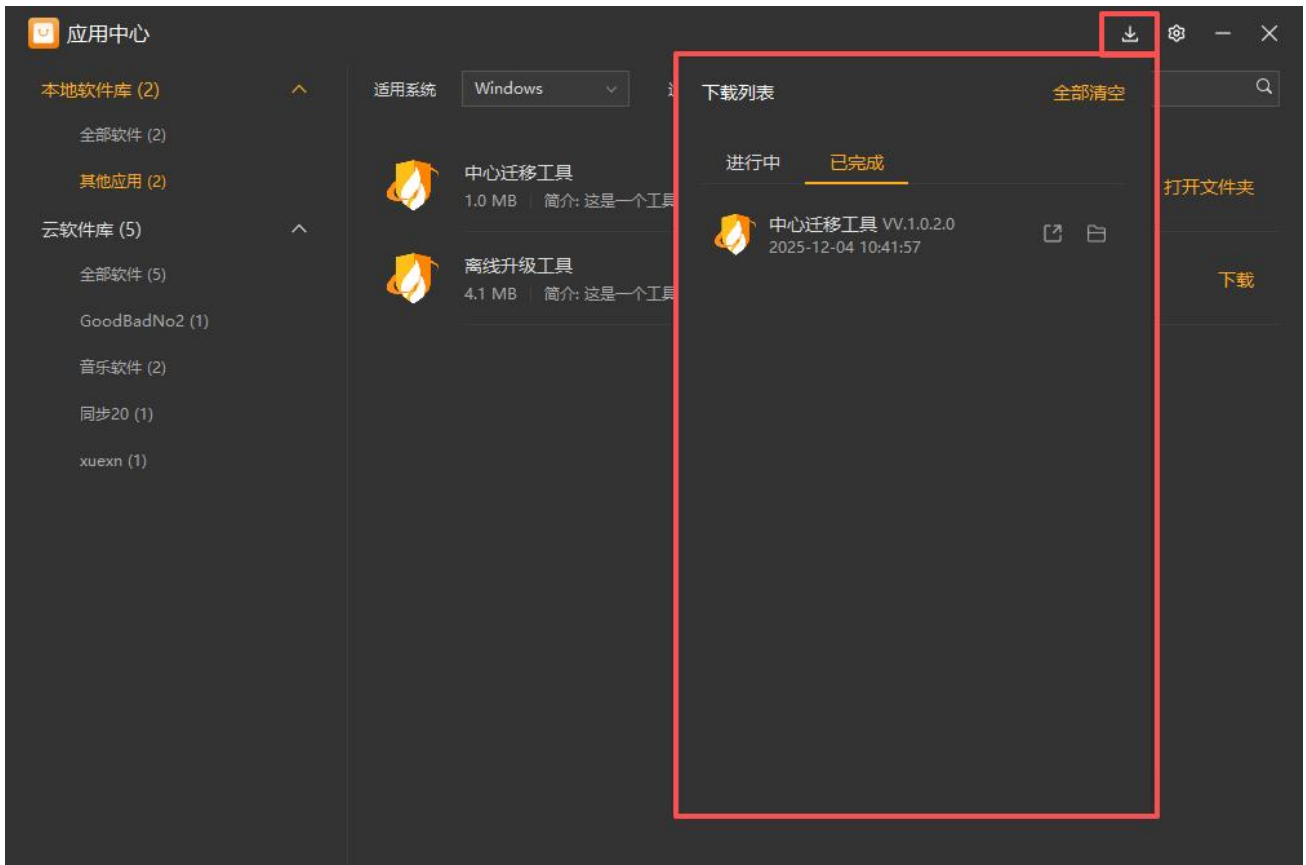 应用中心
本地软件库 (2)
全部软件 (2)
其他应用 (2)
云软件库 (5)
全部软件 (5)
GoodBadNo2 (1)
音乐软件 (2)
同步20 (1)
xuexn (1)
适用系统 Windows
中心迁移工具
1.0 MB 简介: 这是一个工具
打开文件夹
离线升级工具
4.1 MB 简介: 这是一个工具
下载
下载列表 全部清空
进行中 已完成
中心迁移工具 VV.1.0.2.0
2025-12-04 10:41:57